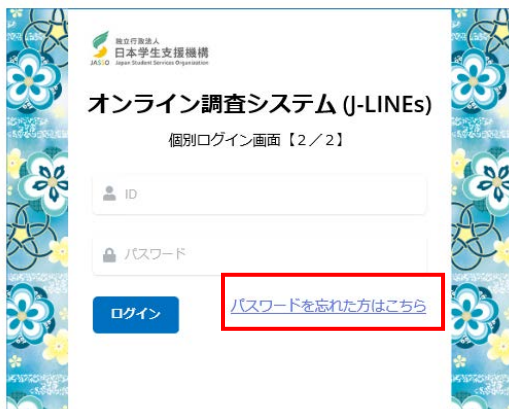 独立行政法人
日本学生支援機構
JASSO Japan Student Services Organization
オンライン調査システム (J-LINEs)
個別ログイン画面【2/2】
ID
パスワード
ログイン
パスワードを忘れた方はこちら